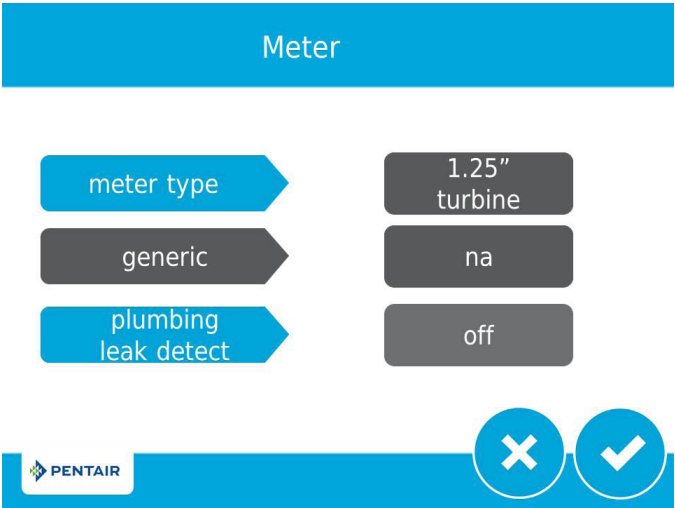 Meter
meter type
1.25”
turbine
generic
na
plumbing
leak detect
off
PENTAIR